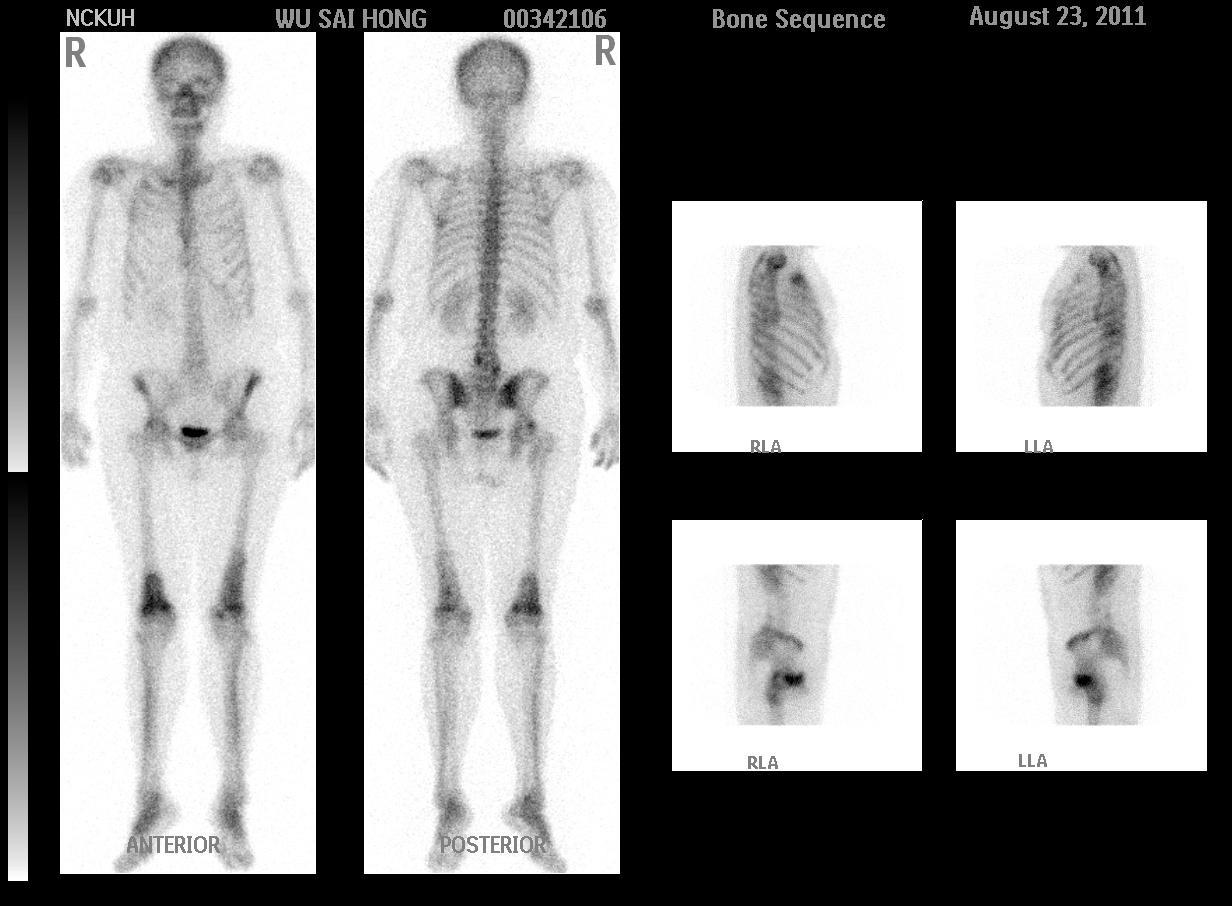 NCKUH WU SAI HONG 00342106 Bone Sequence August 23, 2011
R R
RLA LLA
RLA LLA
ANTERIOR POSTERIOR